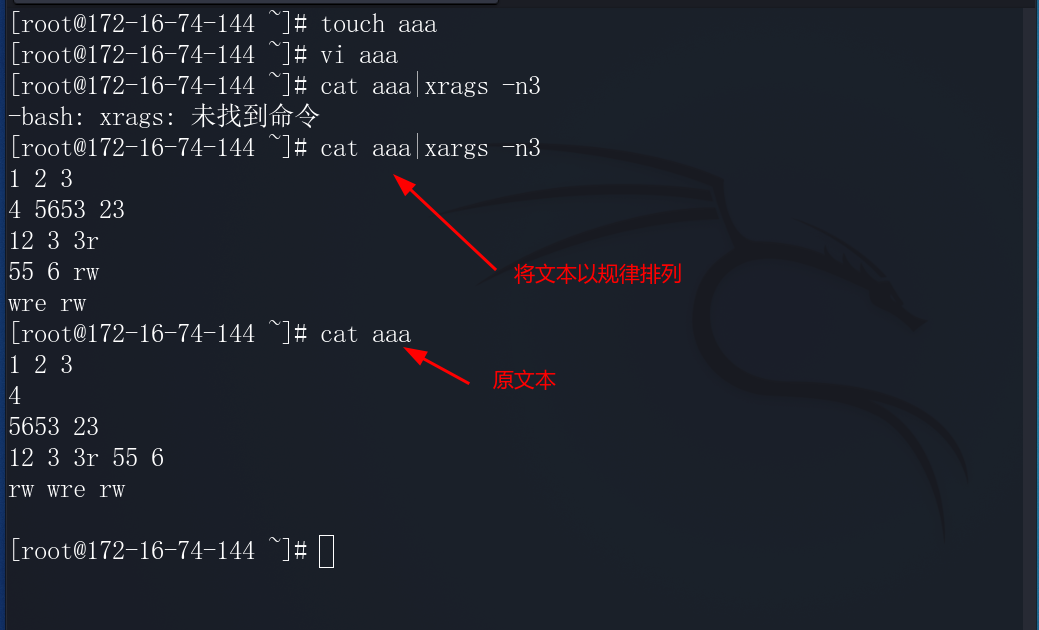 [root@172-16-74-144 ~]# touch aaa
[root@172-16-74-144 ~]# vi aaa
[root@172-16-74-144 ~]# cat aaa|xrags -n3
-bash: xrags: 未找到命令
[root@172-16-74-144 ~]# cat aaa|xargs -n3
1 2 3
4 5653 23
12 3 3r
55 6 rw
将文本以规律排列
wre rw
[root@172-16-74-144 ~]# cat aaa
1 2 3
原文本
4
5653 23
12 3 3r 55 6
rw wre rw
[root@172-16-74-144 ~]#